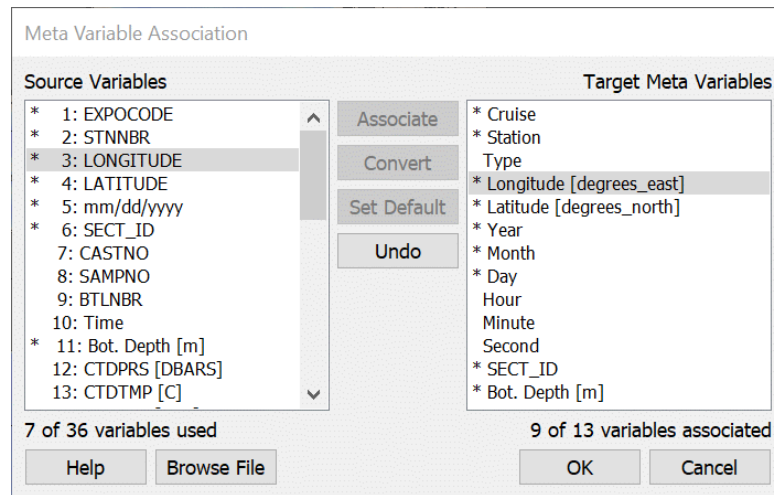 Meta Variable Association
Source Variables
Target Meta Variables
* 1: EXPOCODE
* 2: STNNBR
* 3: LONGITUDE
* 4: LATITUDE
* 5: mm/dd/yyyy
* 6: SECT_ID
7: CASTNO
8: SAMPNO
9: BTLNBR
10: Time
* 11: Bot. Depth [m]
12: CTDPRS [DBARS]
13: CTDTMP [C]
Associate
Convert
Set Default
Undo
* Cruise
* Station
Type
* Longitude [degrees_east]
* Latitude [degrees_north]
* Year
* Month
* Day
Hour
Minute
Second
* SECT_ID
* Bot. Depth [m]
7 of 36 variables used
9 of 13 variables associated
Help
Browse File
OK
Cancel